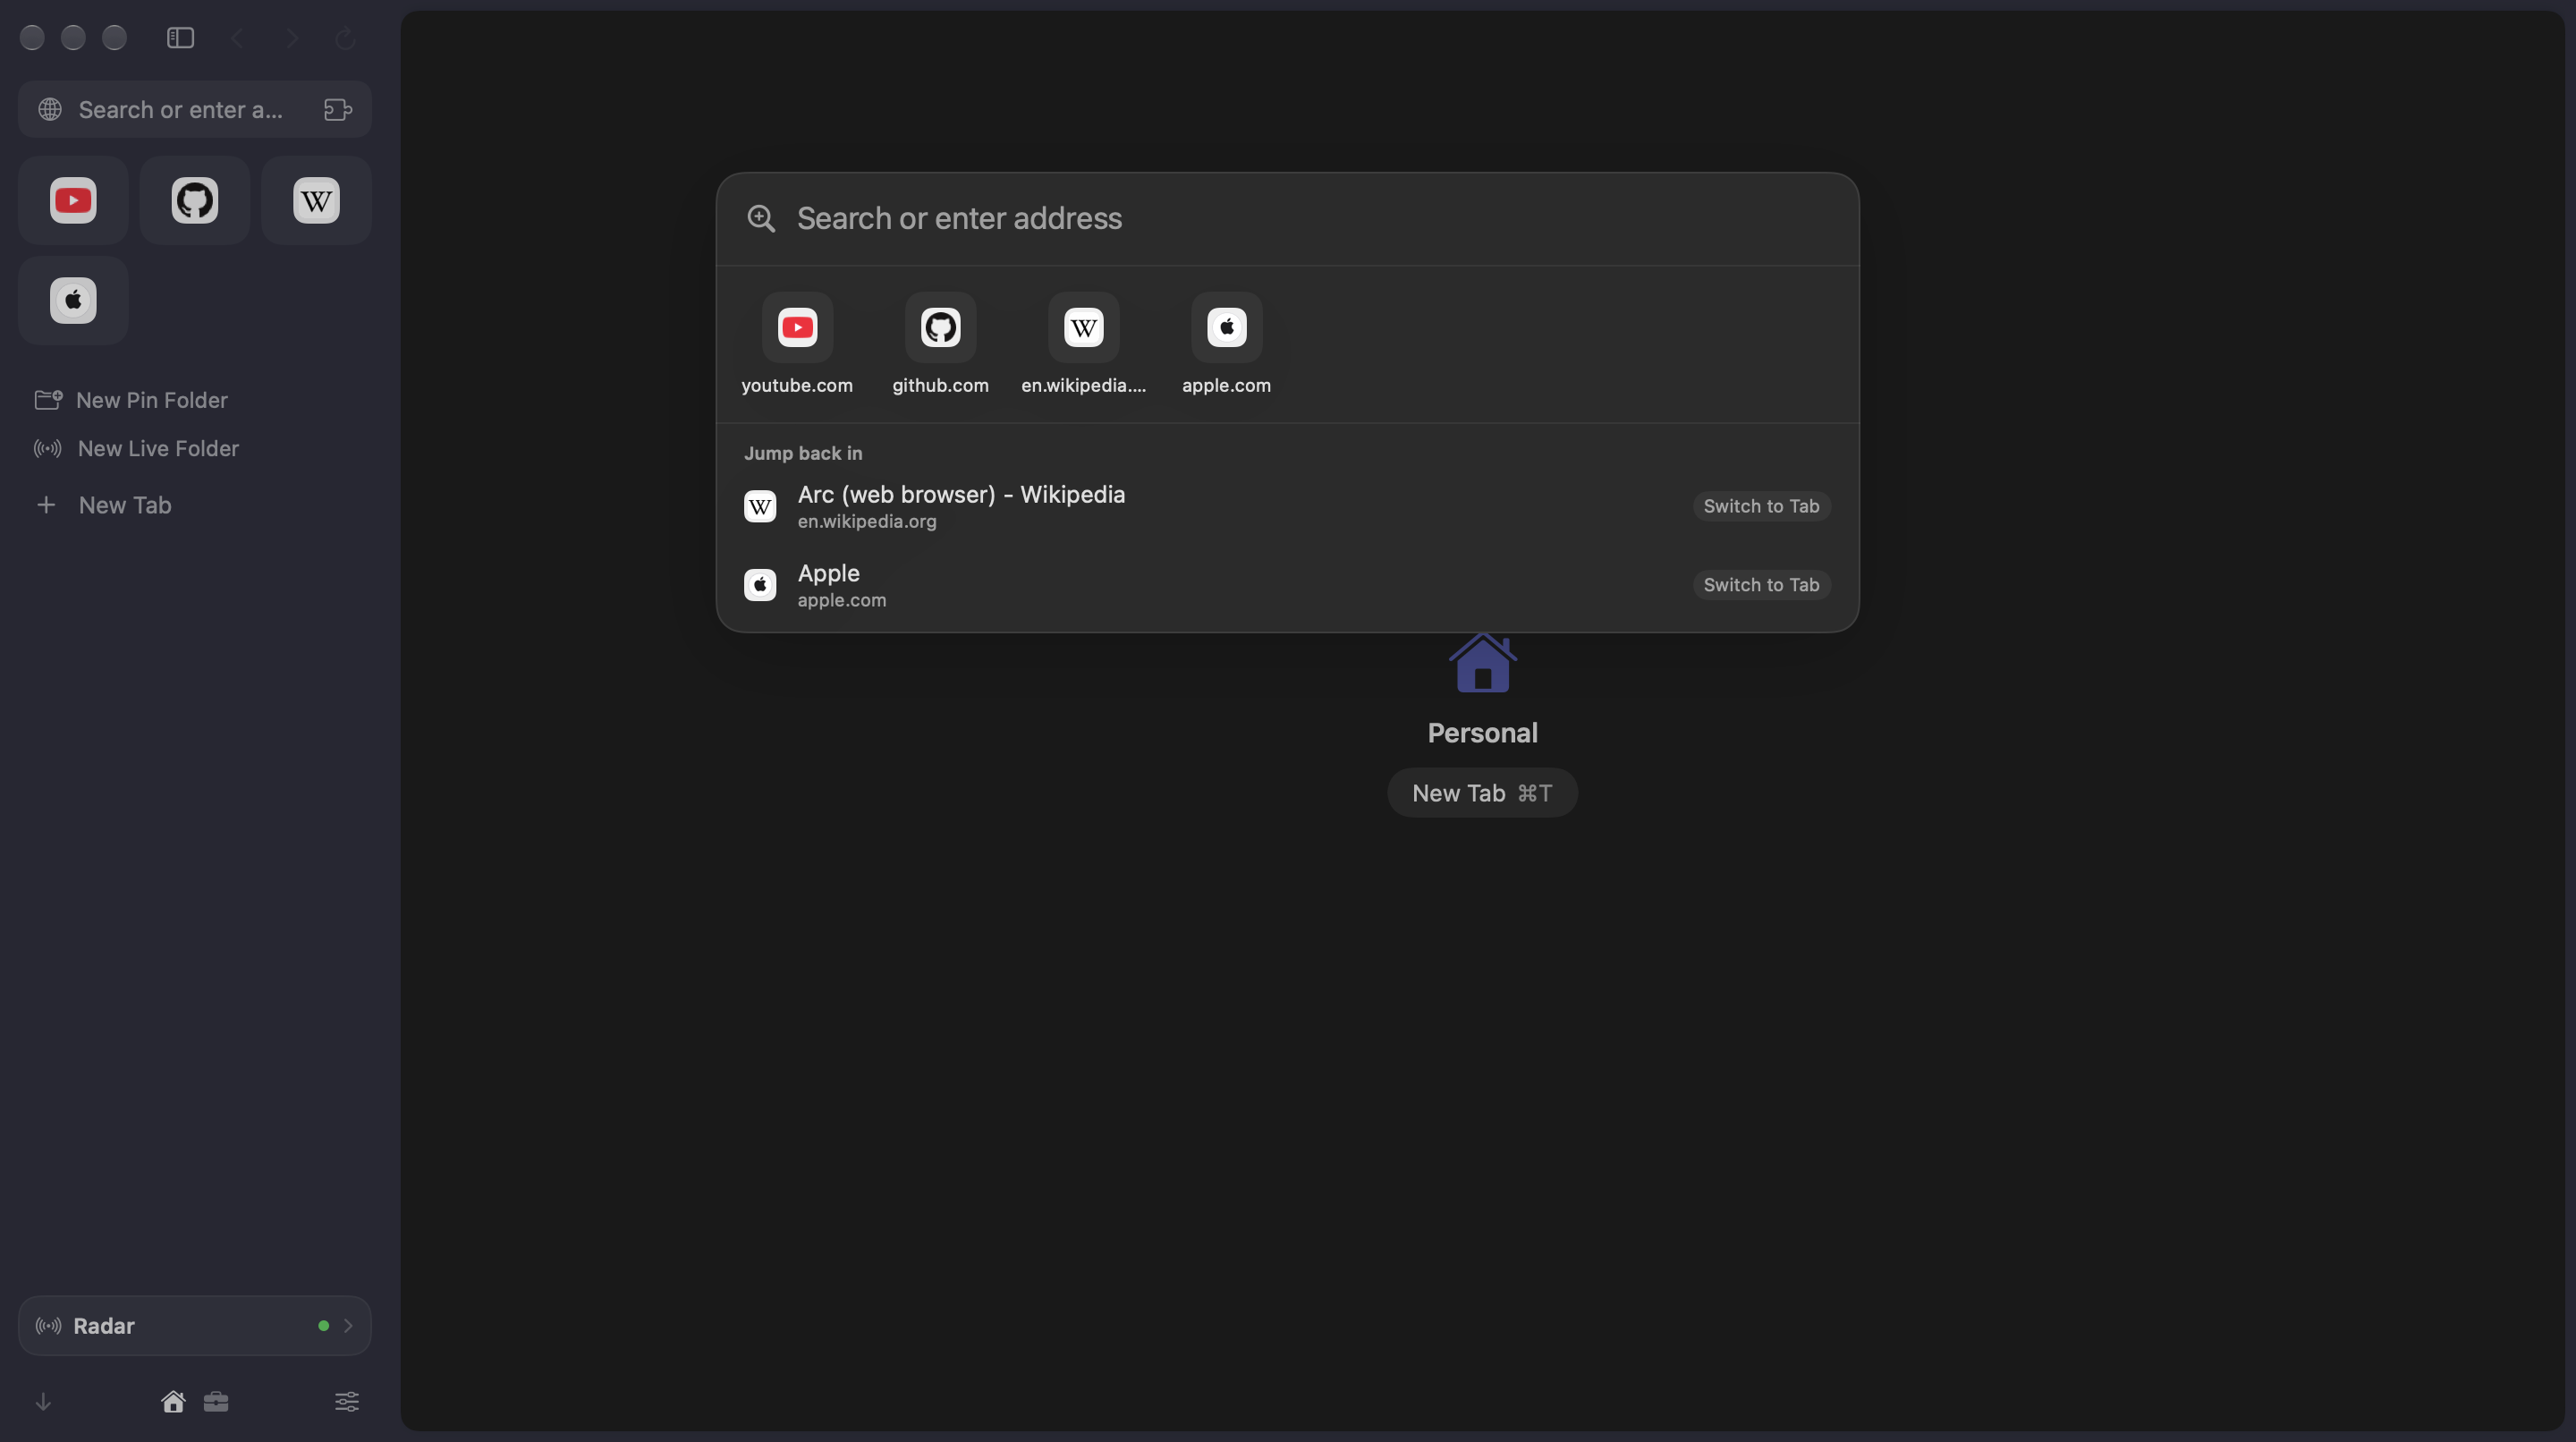 Search or enter a...
New Pin Folder
New Live Folder
New Tab
Radar
Search or enter address
youtube.com
github.com
en.wikipedia....
apple.com
Jump back in
Arc (web browser) - Wikipedia
en.wikipedia.org
Switch to Tab
Apple
apple.com
Switch to Tab
Personal
New Tab ⌘T